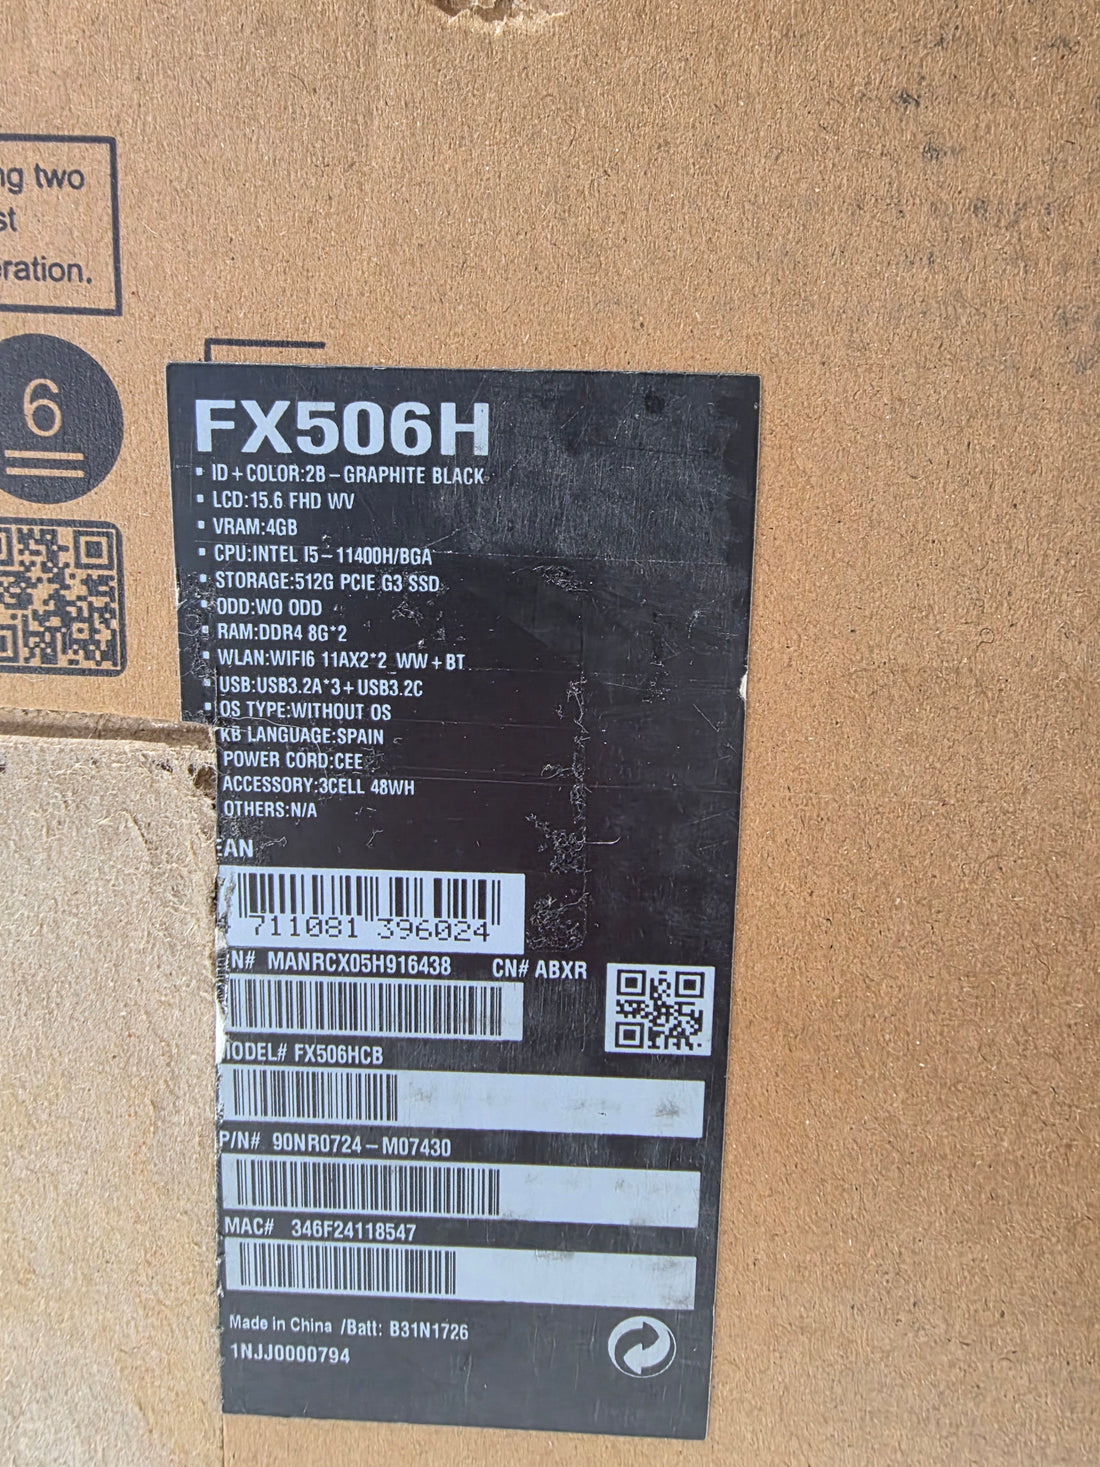 ng two
st
eration.
6
FX506H
ID+COLOR:2B-GRAPHITE BLACK
LCD:15.6 FHD WV
VRAM:4GB
CPU:INTEL I5-11400H/BGA
STORAGE:512G PCIE G3 SSD
ODD:WO ODD
RAM:DDR4 8G*2
WLAN:WIFI6 11AX2*2 WW+BT
USB:USB3.2A*3+USB3.2C
OS TYPE:WITHOUT OS
KB LANGUAGE:SPAIN
POWER CORD:CEE
ACCESSORY:3CELL 48WH
OTHERS:N/A
EAN
4 711081 396024
N# MANRCX05H916438 CN# ABXR
MODEL# FX506HCB
P/N# 90NR0724-M07430
MAC# 346F24118547
Made in China /Batt: B31N1726
1NJJ0000794